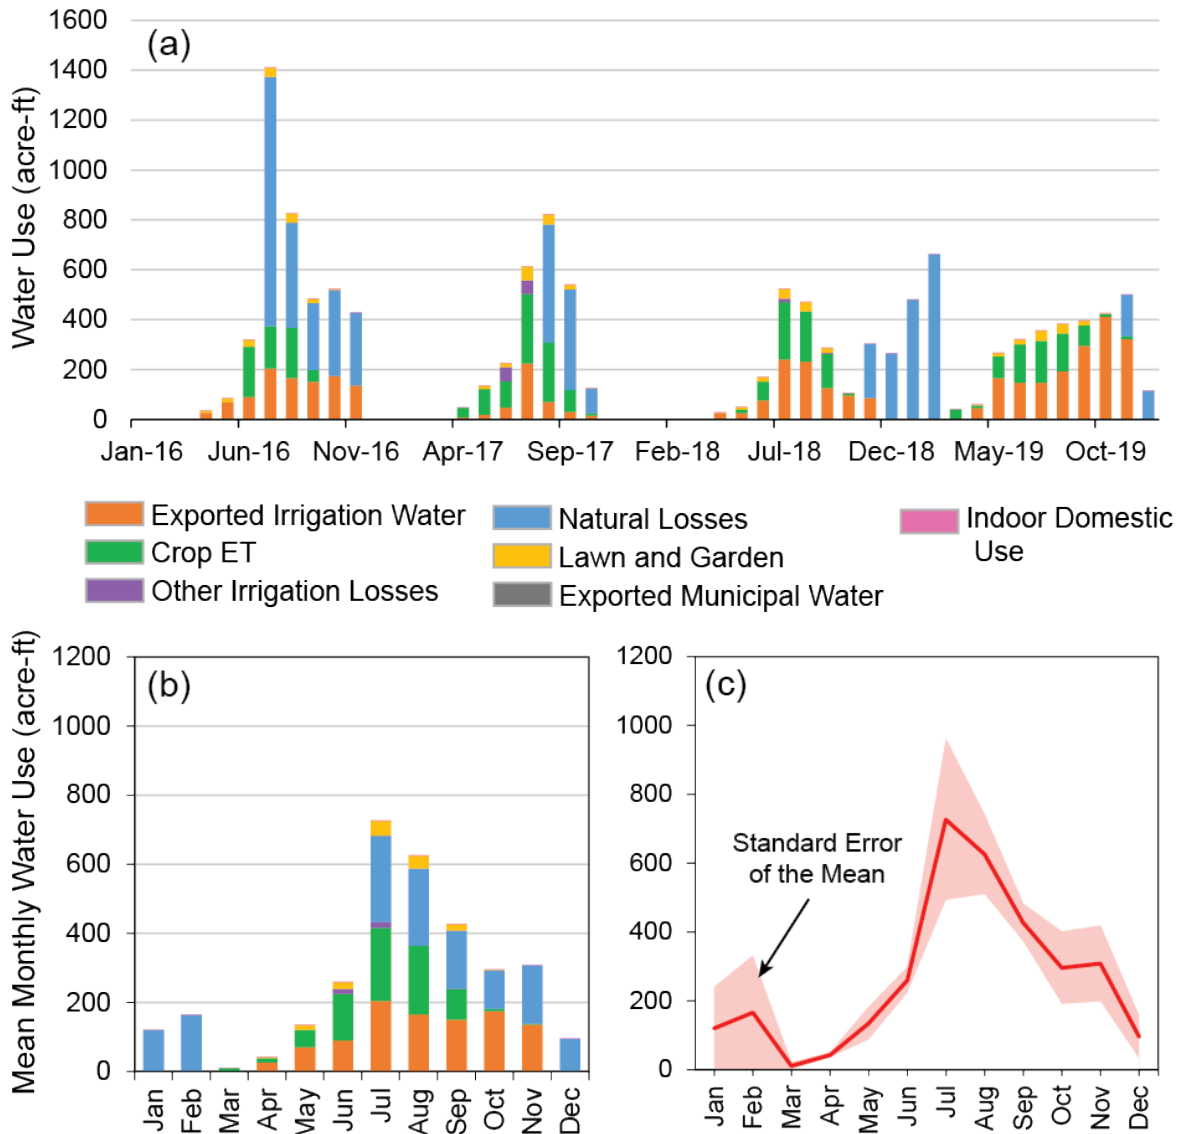 (a)
Water Use (acre-ft)
1600
1400
1200
1000
800
600
400
200
0
Jan-16 Jun-16 Nov-16 Apr-17 Sep-17 Feb-18 Jul-18 Dec-18 May-19 Oct-19
Exported Irrigation Water
Crop ET
Other Irrigation Losses
Natural Losses
Lawn and Garden
Exported Municipal Water
Indoor Domestic
Use
(b)
Mean Monthly Water Use (acre-ft)
1200
1000
800
600
400
200
0
Jan Feb Mar Apr May Jun Jul Aug Sep Oct Nov Dec
(c)
1200
1000
800
600
400
200
0
Standard Error
of the Mean
Jan Feb Mar Apr May Jun Jul Aug Sep Oct Nov Dec